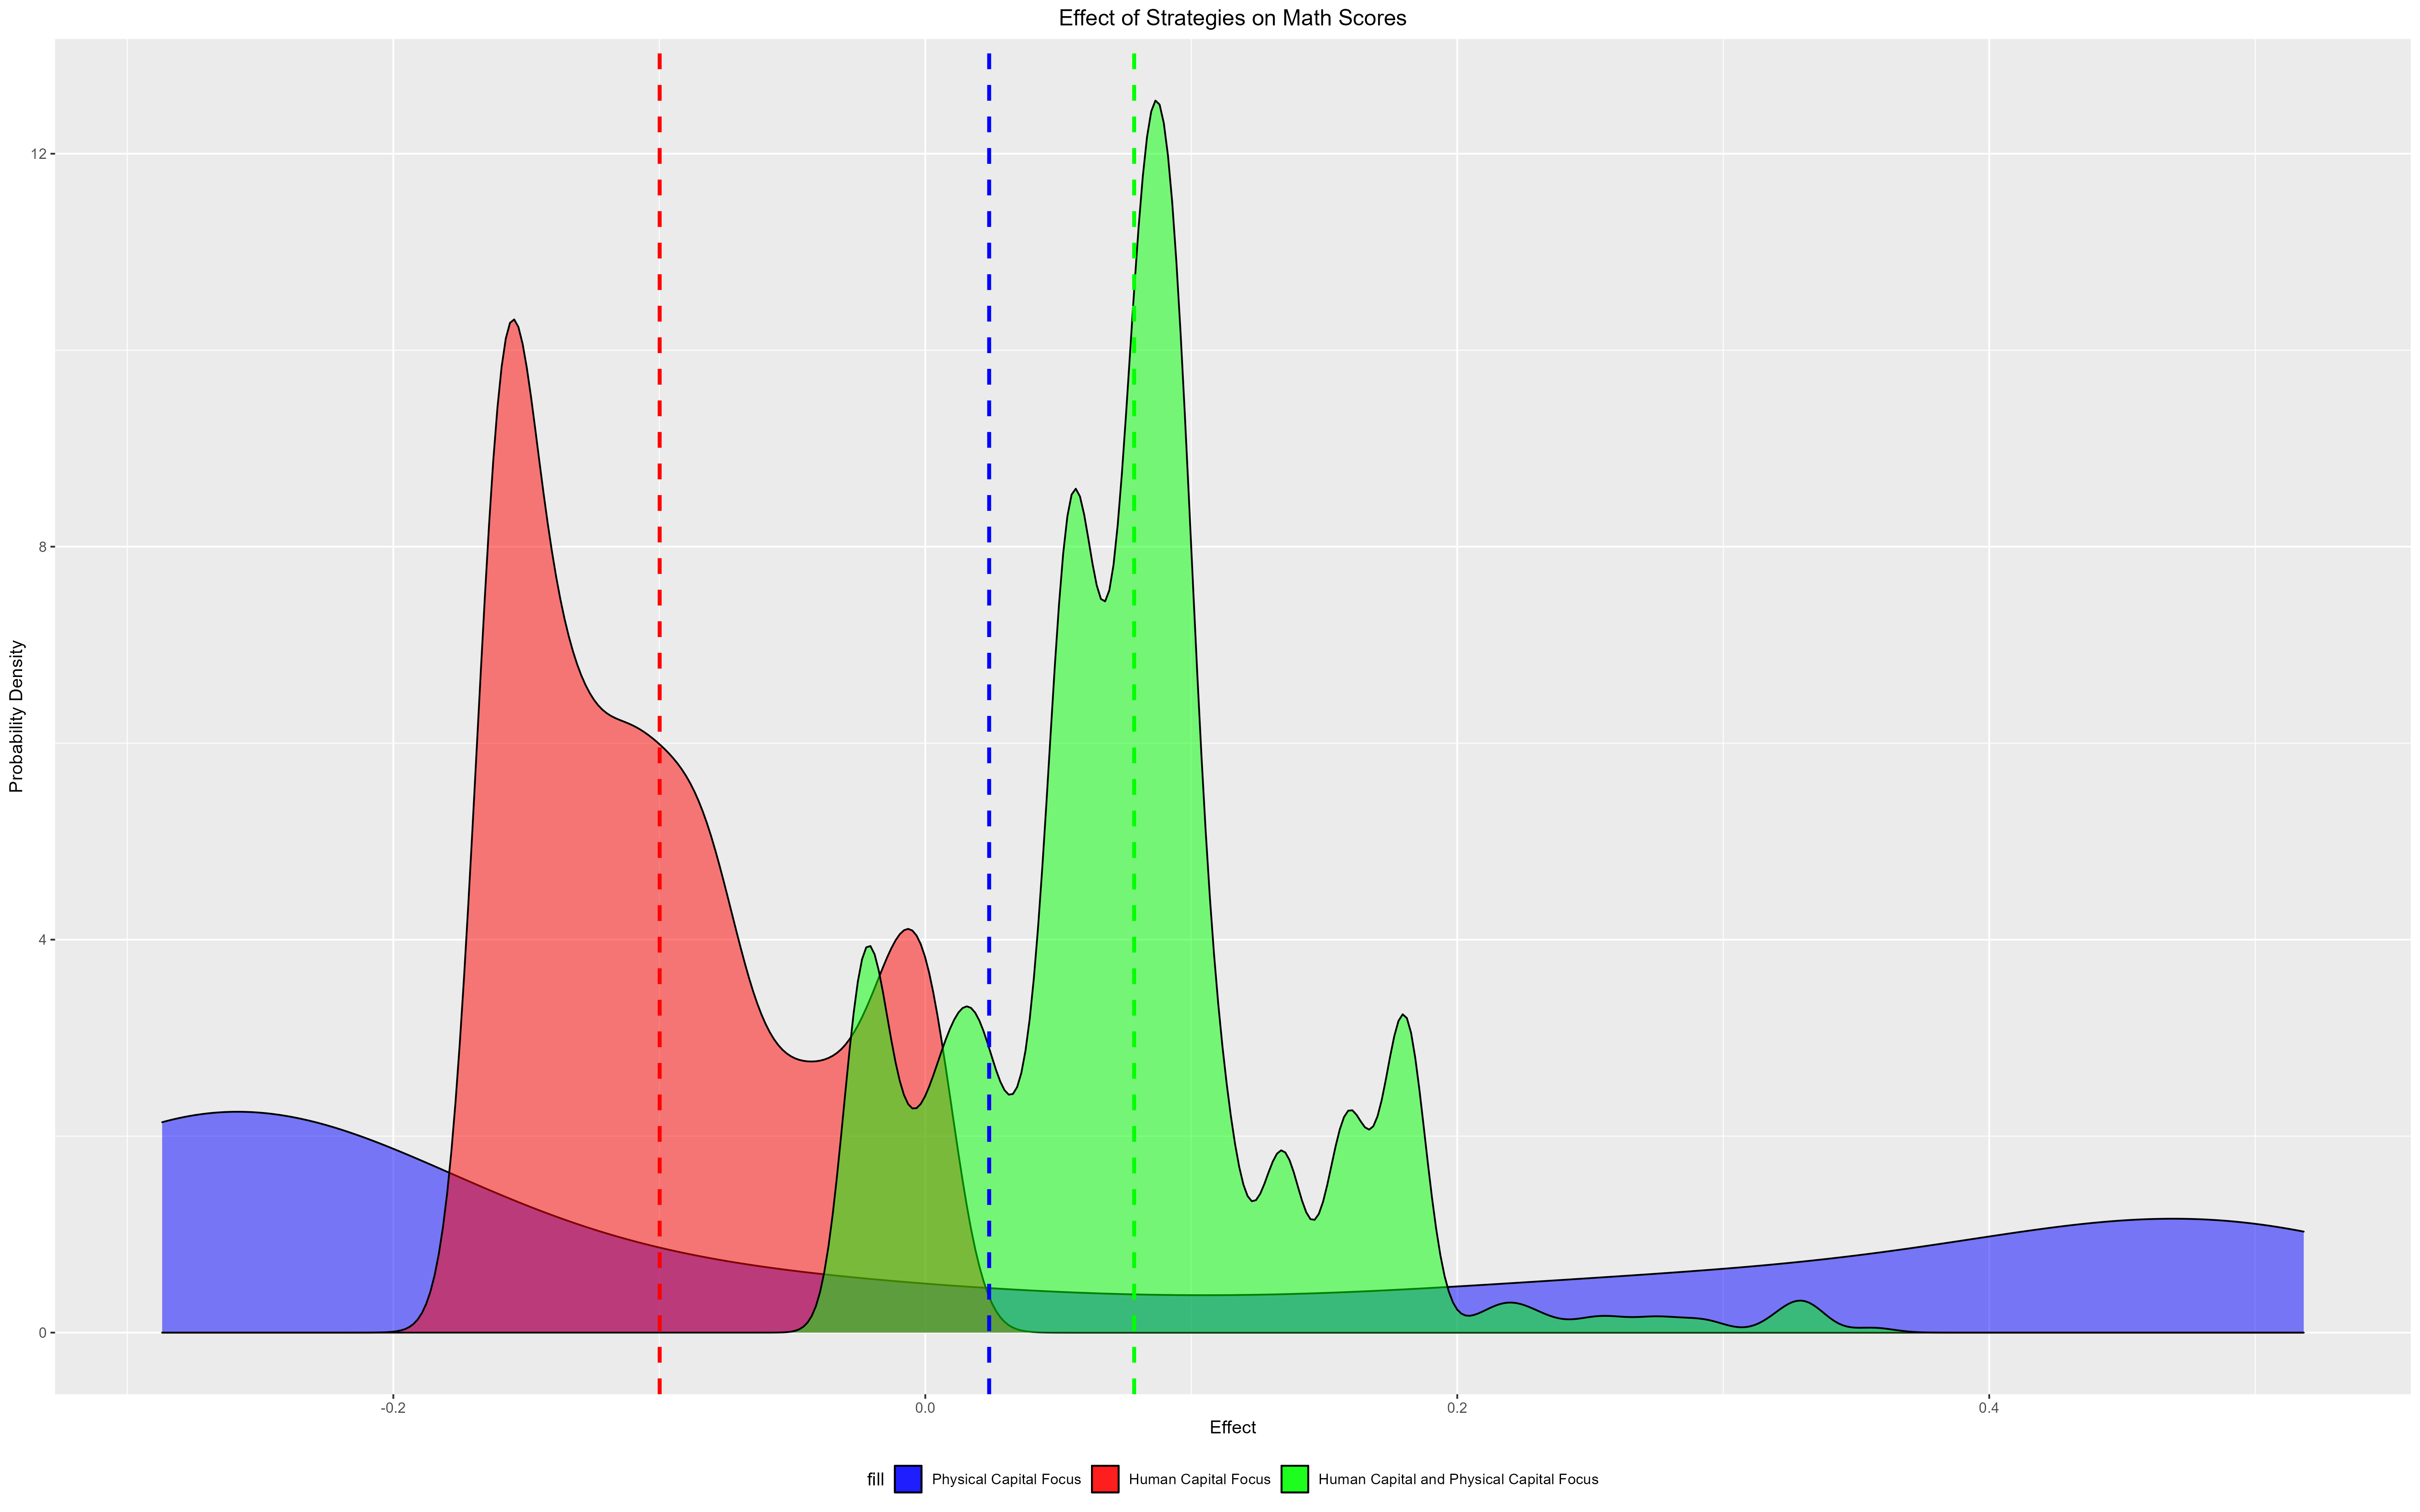 Effect of Strategies on Math Scores
Probability Density
12
8
4
0
-0.2
0.0
0.2
0.4
Effect
fill
Physical Capital Focus
Human Capital Focus
Human Capital and Physical Capital Focus